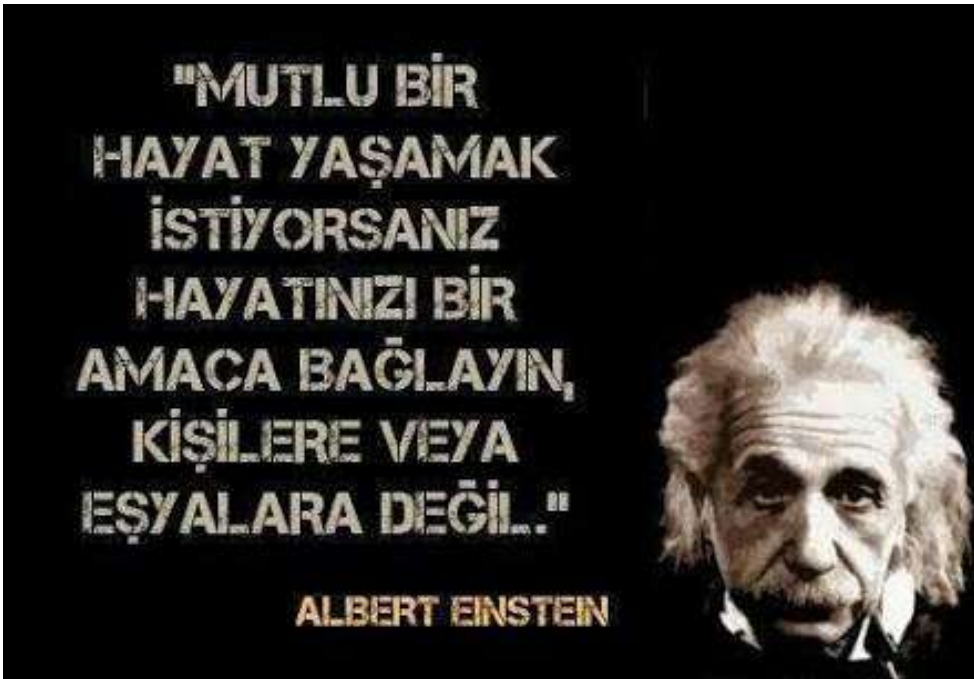 "MUTLU BİR
HAYAT YAŞAMAK
İSTİYORSANIZ
HAYATINIZI BİR
AMACA BAĞLAYIN,
KİŞİLERE VEYA
EŞYALARA DEĞİL.."
ALBERT EINSTEIN